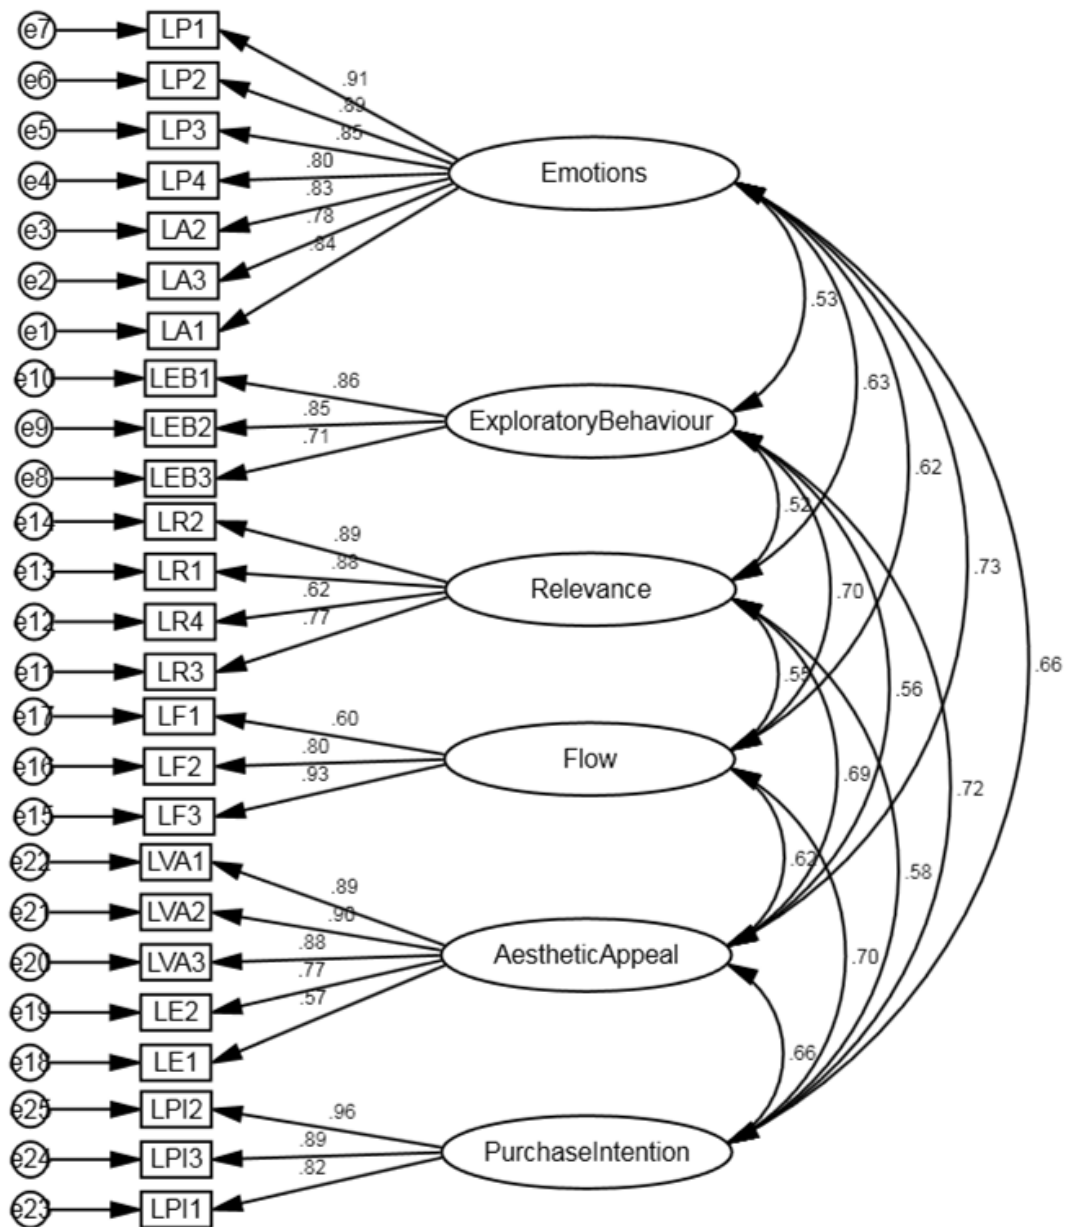 e7 LP1
.91
e6 LP2
.89
e5 LP3
.85
e4 LP4
.80
Emotions
e3 LA2
.83
e2 LA3
.78
e1 LA1
.84
.53
e10 LEB1
.86
.63
e9 LEB2
.85
ExploratoryBehaviour
e8 LEB3
.71
.62
e14 LR2
.52
e13 LR1
.89
.88
.73
e12 LR4
.62
Relevance
.70
e11 LR3
.77
.66
e17 LF1
.60
.55
.56
e16 LF2
.80
Flow
e15 LF3
.93
.69
.72
e22 LVA1
.89
.62
.58
e21 LVA2
.90
e20 LVA3
.88
AestheticAppeal
.70
e19 LE2
.77
e18 LE1
.57
.66
e25 LPI2
.96
e24 LPI3
.89
PurchaseIntention
e23 LPI1
.82